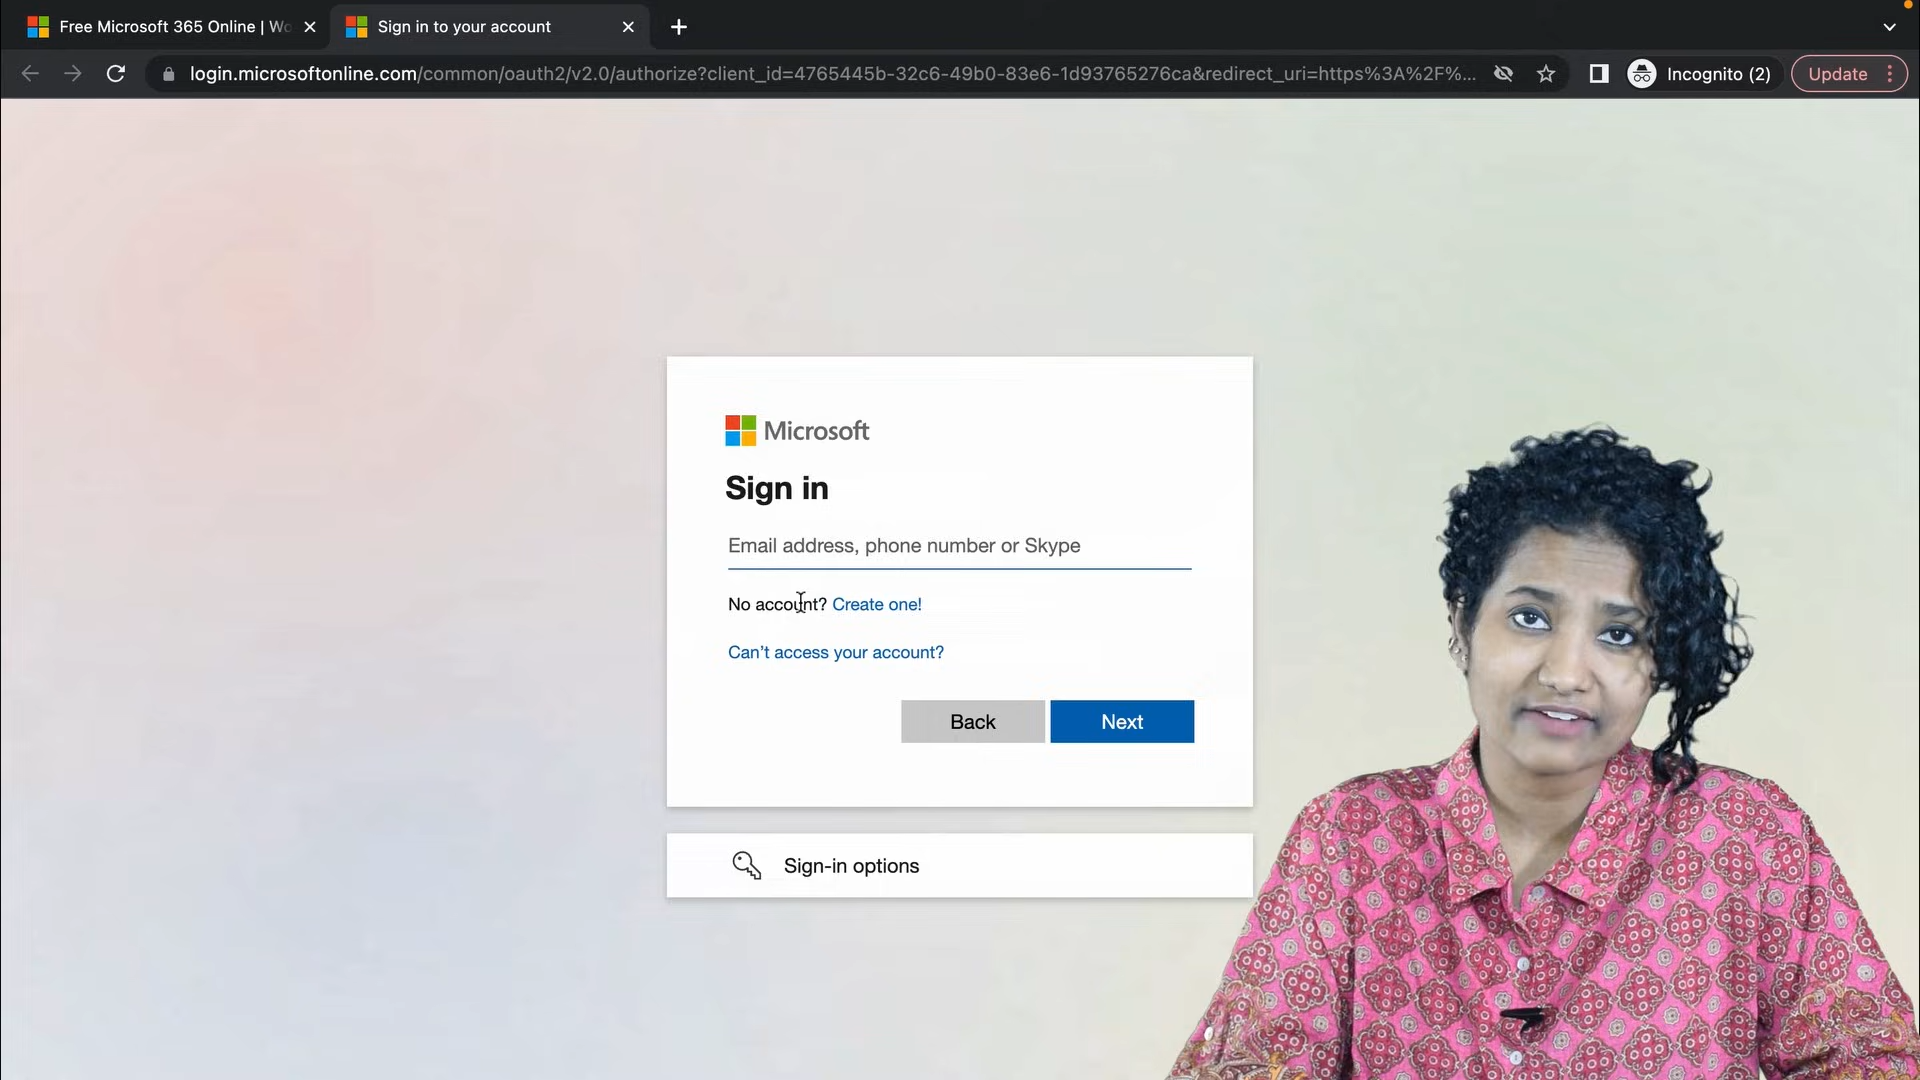 Free Microsoft 365 Online | Wo
Sign in to your account
login.microsoftonline.com/common/oauth2/v2.0/authorize?client_id=4765445b-32c6-49b0-83e6-1d93765276ca&redirect_uri=https%3A%2F%...
Incognito (2)
Update
Microsoft
Sign in
Email address, phone number or Skype
No account? Create one!
Can't access your account?
Back
Next
Sign-in options